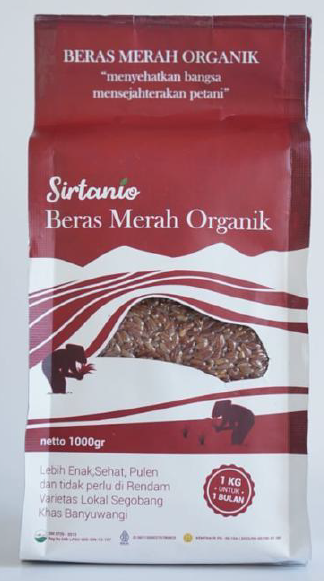 BERAS MERAH ORGANIK
“menyehatkan bangsa
mensejahterakan petani”
Sirtanio
Beras Merah Organik
netto 1000gr
Lebih Enak,Sehat, Pulen
dan tidak perlu di Rendam
Varietas Lokal Segobang
Khas Banyuwangi
1 KG
UNTUK
1 BULAN